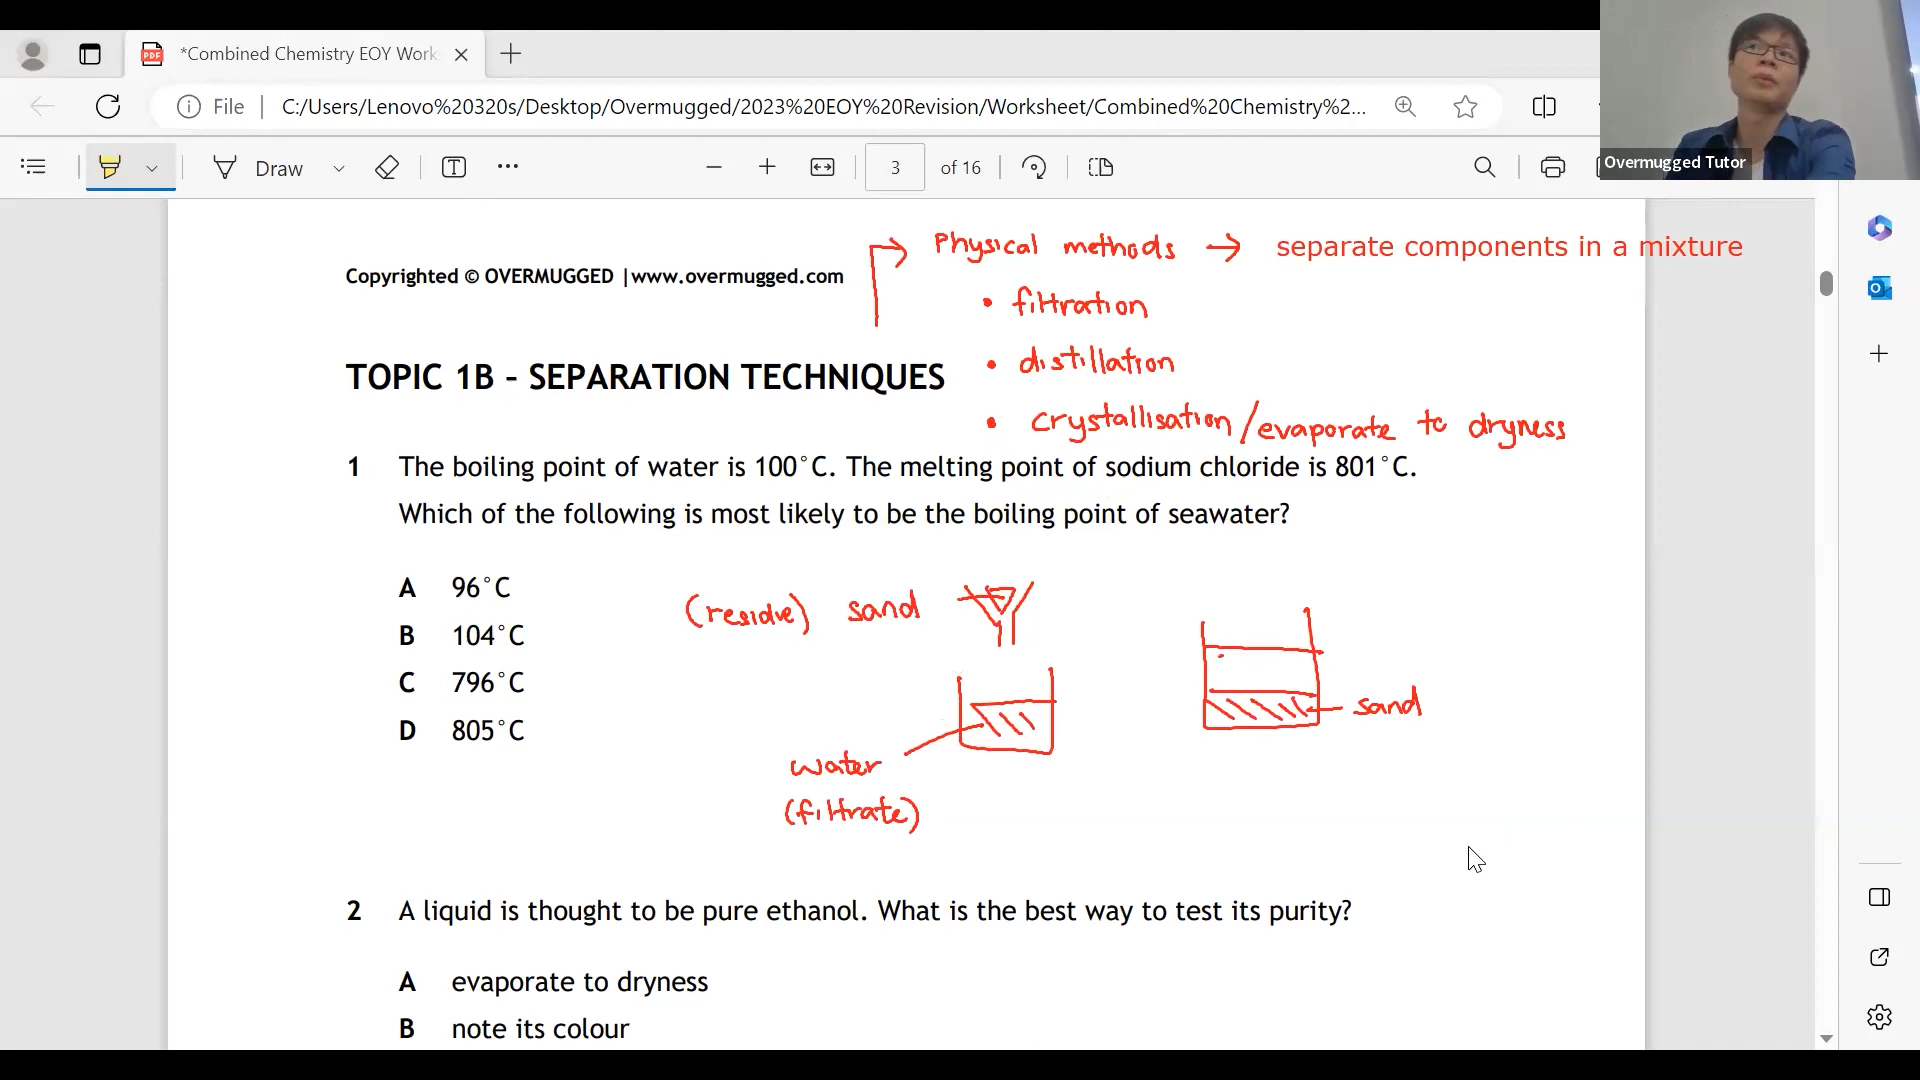 *Combined Chemistry EOY Work
File
C:/Users/Lenovo%20320s/Desktop/Overmugged/2023%20EOY%20Revision/Worksheet/Combined%20Chemistry%2...
Draw
3 of 16
Overmugged Tutor
Physical methods → separate components in a mixture
Copyrighted © OVERMUGGED |www.overmugged.com
• filtration
• distillation
TOPIC 1B – SEPARATION TECHNIQUES
• crystallisation/evaporate to dryness
1 The boiling point of water is 100°C. The melting point of sodium chloride is 801°C.
Which of the following is most likely to be the boiling point of seawater?
A 96°C
(residue) sand
B 104°C
C 796°C
sand
D 805°C
water
(filtrate)
2 A liquid is thought to be pure ethanol. What is the best way to test its purity?
A evaporate to dryness
B note its colour